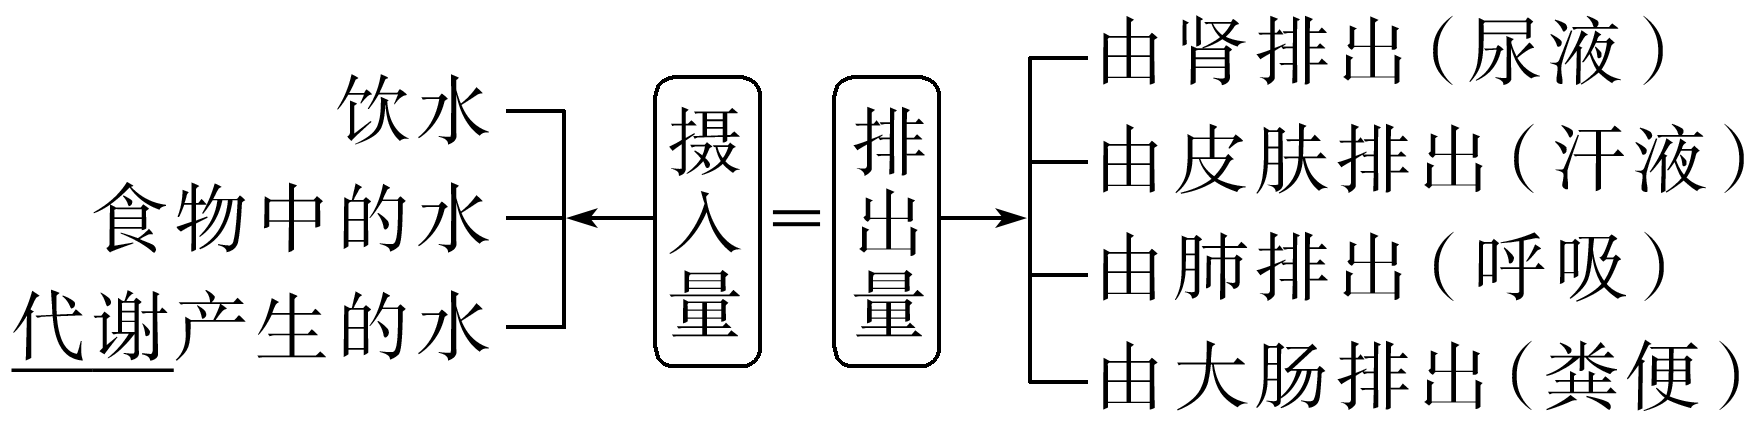 饮水
食物中的水
代谢产生的水
摄入量
=
排出量
由肾排出(尿液)
由皮肤排出(汗液)
由肺排出(呼吸)
由大肠排出(粪便)